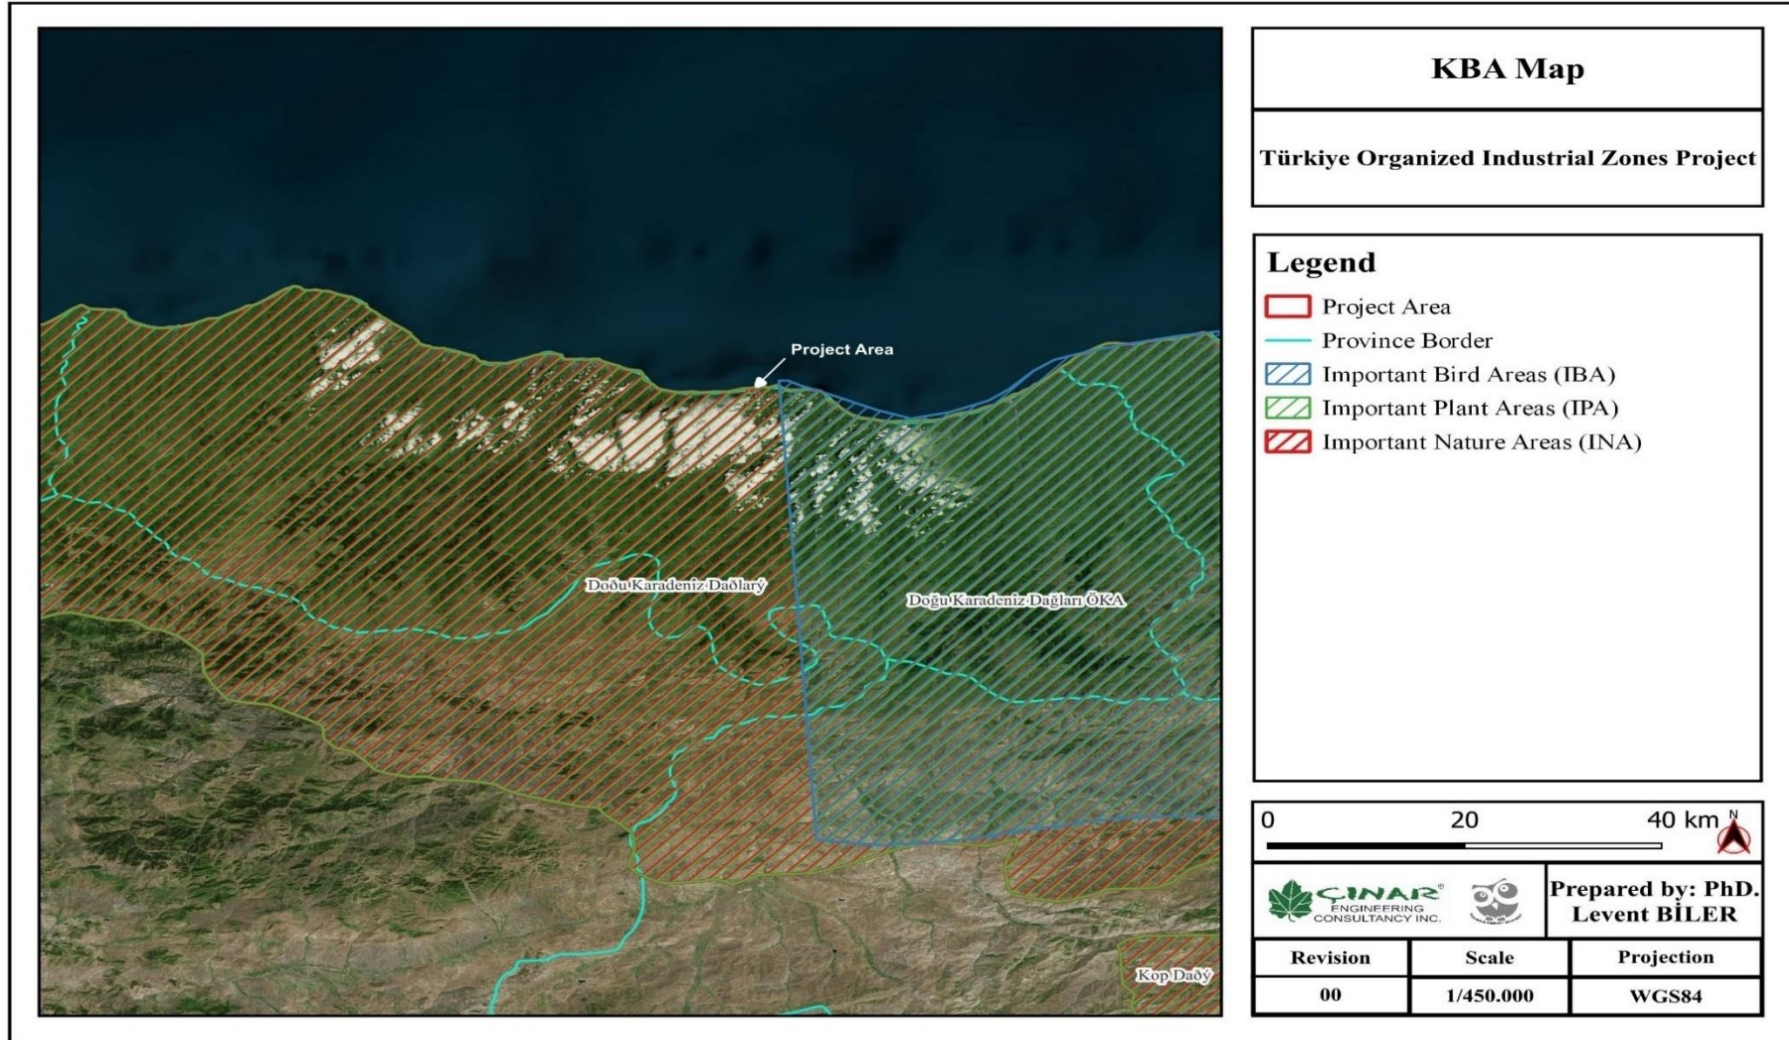 KBA Map
Türkiye Organized Industrial Zones Project
Legend
Project Area
Province Border
Important Bird Areas (IBA)
Important Plant Areas (IPA)
Important Nature Areas (INA)
Project Area
Doðu Karadeniz Daðlarý
Doğu Karadeniz Dağları ÖKA
Kop Daðý
0 20 40 km
N
ÇINAR®
ENGINEERING
CONSULTANCY INC.
Prepared by: PhD.
Levent BİLER
Revision Scale Projection
00 1/450.000 WGS84